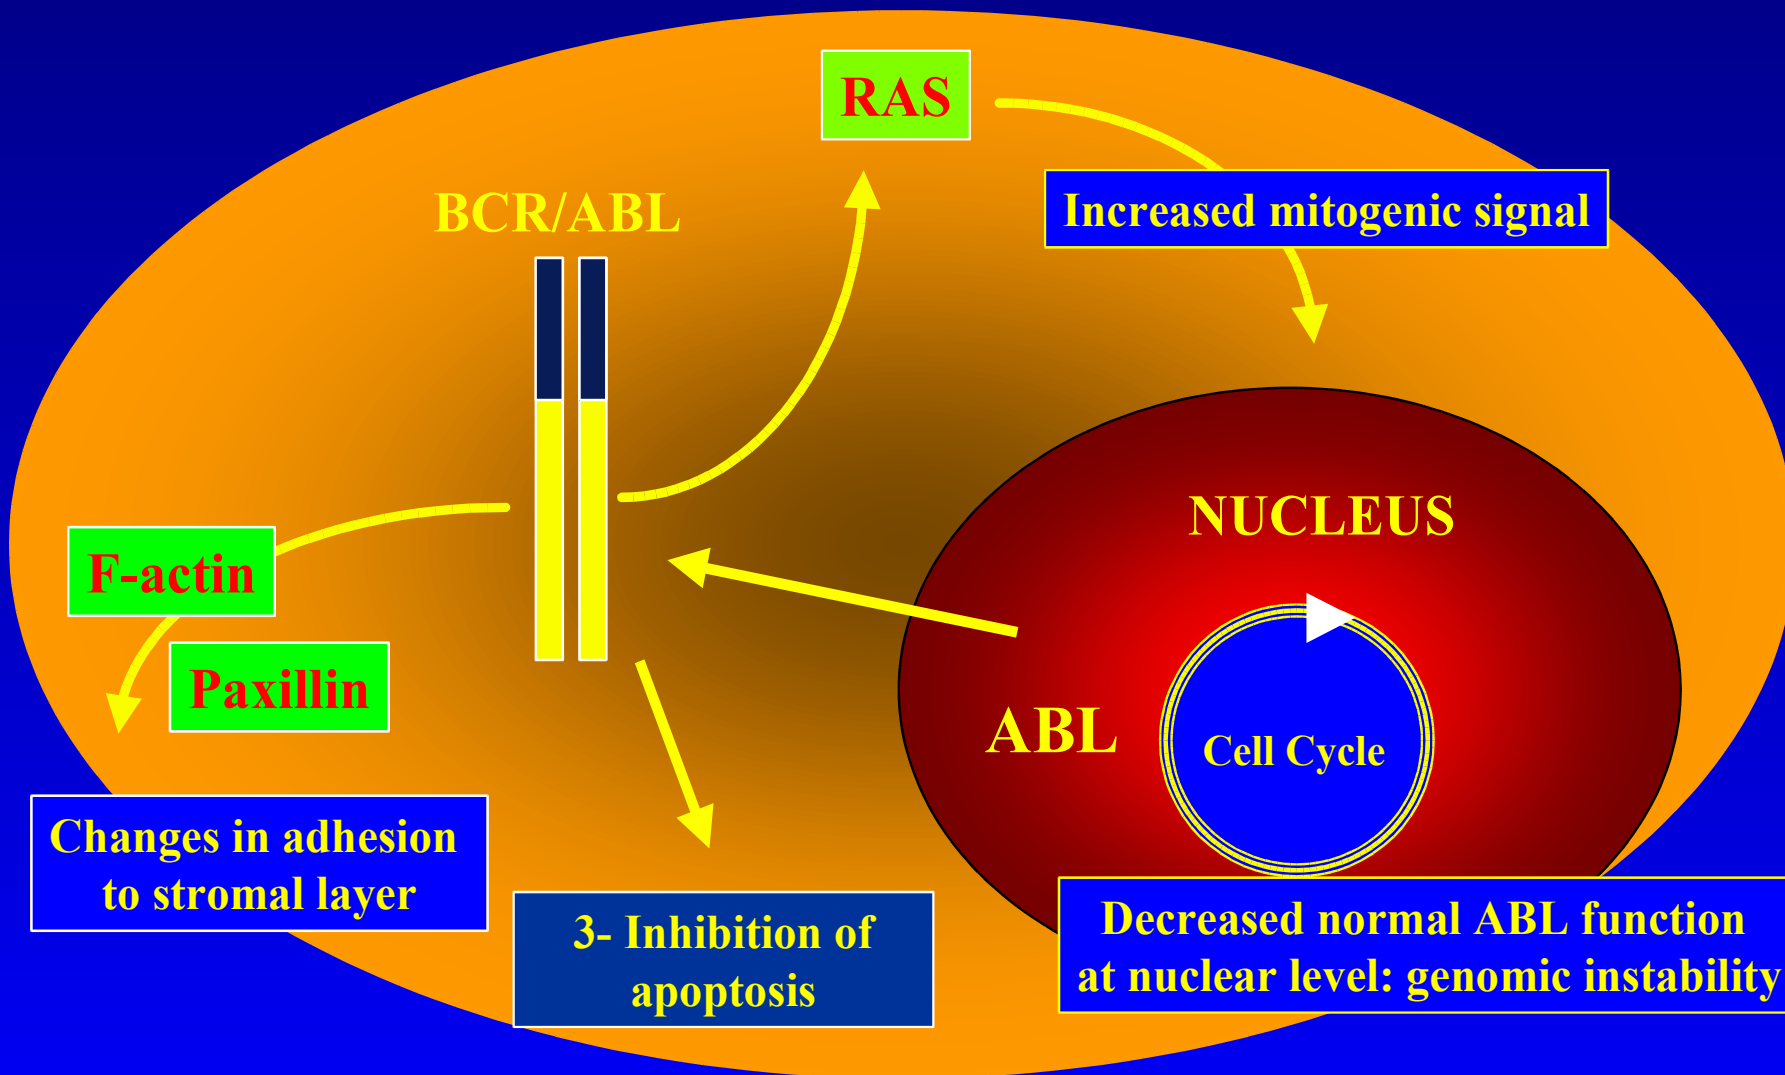 RAS
BCR/ABL
Increased mitogenic signal
NUCLEUS
F-actin
Paxillin
ABL
Cell Cycle
Changes in adhesion
to stromal layer
3- Inhibition of
apoptosis
Decreased normal ABL function
at nuclear level: genomic instability